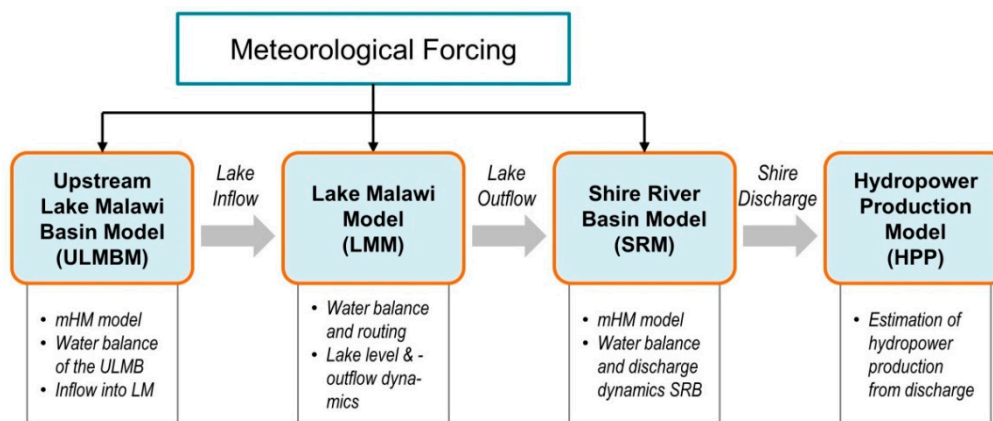 Meteorological Forcing
Upstream
Lake Malawi
Basin Model
(ULMBM)
Lake
Inflow
Lake Malawi
Model
(LMM)
Lake
Outflow
Shire River
Basin Model
(SRM)
Shire
Discharge
Hydropower
Production
Model
(HPP)
• mHM model
• Water balance
of the ULMB
• Inflow into LM
• Water balance
and routing
• Lake level & -
outflow dyna-
mics
• mHM model
• Water balance
and discharge
dynamics SRB
• Estimation of
hydropower
production
from discharge